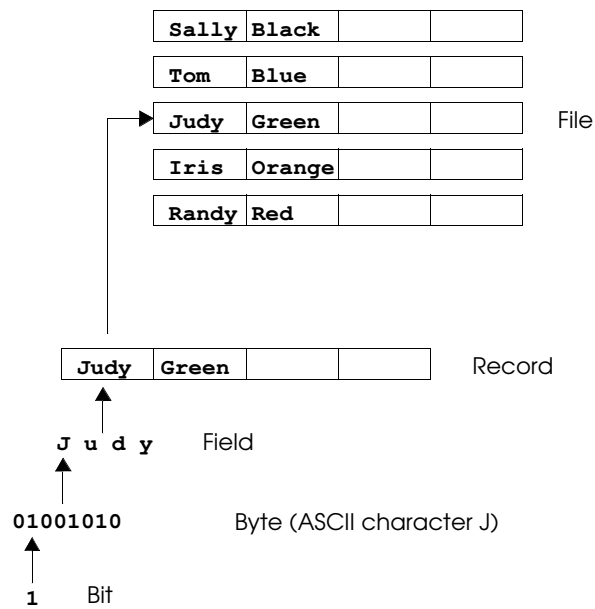 Sally Black
Tom Blue
Judy Green File
Iris Orange
Randy Red
Judy Green Record
J u d y Field
01001010 Byte (ASCII character J)
1 Bit